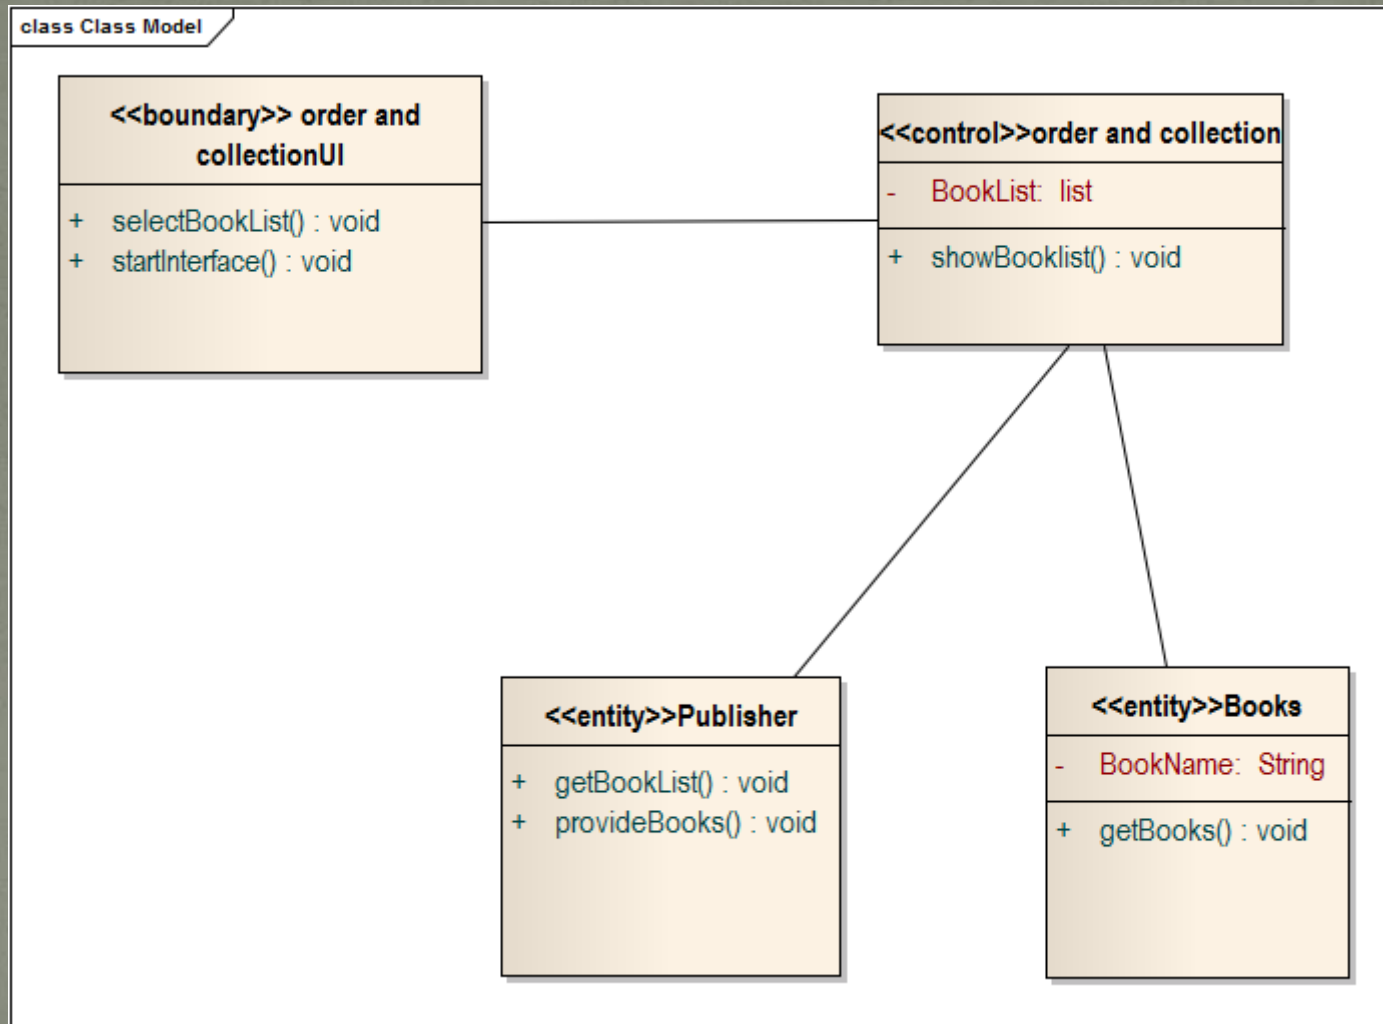 class Class Model
<<boundary>> order and
collectionUI
+ selectBookList() : void
+ startInterface() : void
<<control>>order and collection
- BookList: list
+ showBooklist() : void
<<entity>>Publisher
+ getBookList() : void
+ provideBooks() : void
<<entity>>Books
- BookName: String
+ getBooks() : void